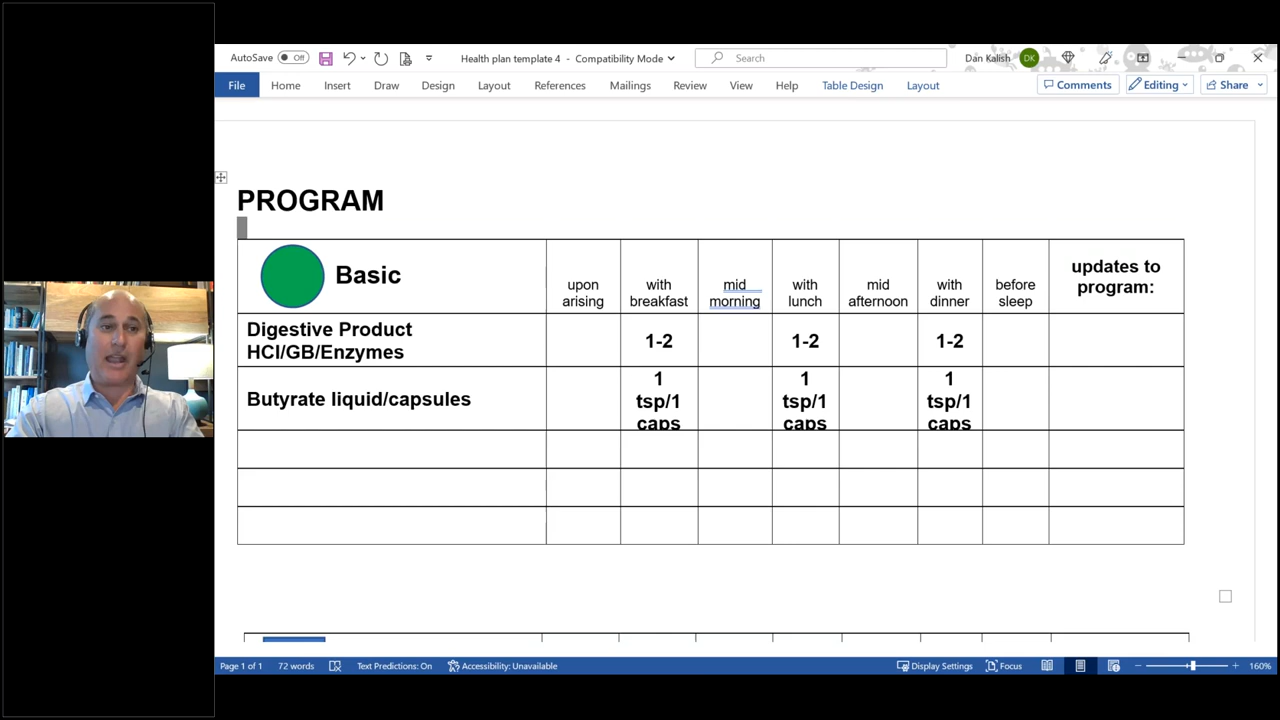 AutoSave Off Health plan template 4 - Compatibility Mode Search Dan Kalish DK
File Home Insert Draw Design Layout References Mailings Review View Help Table Design Layout Comments Editing Share
PROGRAM
Basic
upon
arising
with
breakfast
mid
morning
with
lunch
mid
afternoon
with
dinner
before
sleep
updates to
program:
Digestive Product
HCl/GB/Enzymes
1-2
1-2
1-2
Butyrate liquid/capsules
1
tsp/1
caps
1
tsp/1
caps
1
tsp/1
caps
Page 1 of 1 72 words Text Predictions: On Accessibility: Unavailable Display Settings Focus 160%